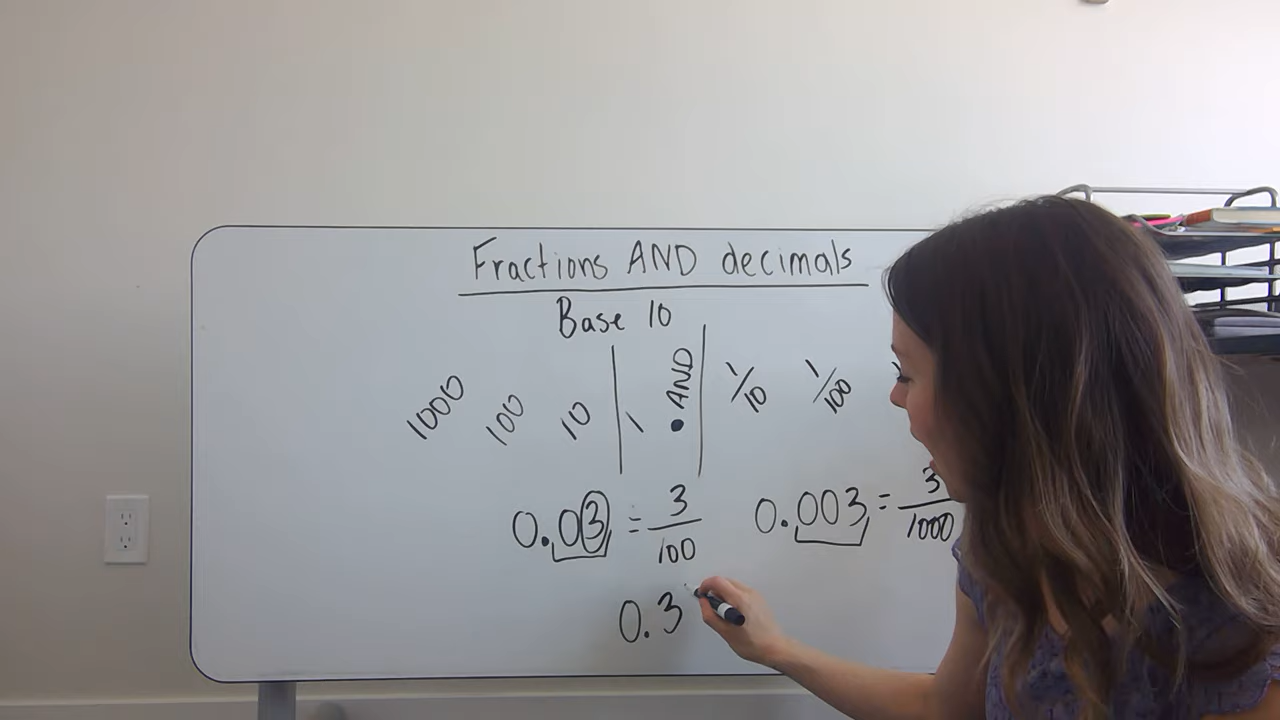 Fractions AND decimals
Base 10
1000 100 10 1 . AND 1/10 1/100
0.03 = 3/100 0.003 = 3/1000
0.3